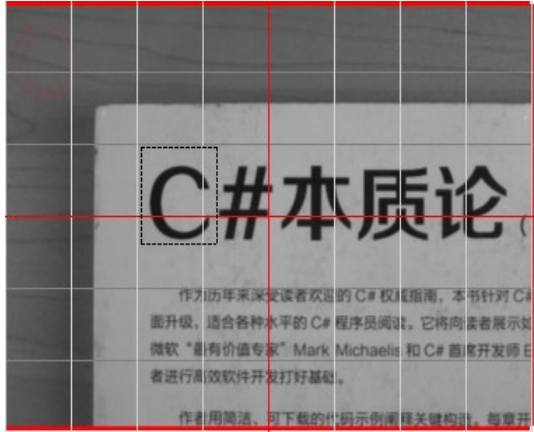 C#本质论（
作为历年来深受读者欢迎的 C# 权威指南，本书针对 C#
面升级，适合各种水平的 C# 程序员阅读。它将向读者展示如
微软“最有价值专家”Mark Michaelis 和 C# 首席开发师 E
者进行高效软件开发打好基础。
作者用简洁、可下载的代码示例阐释关键构造。每章开